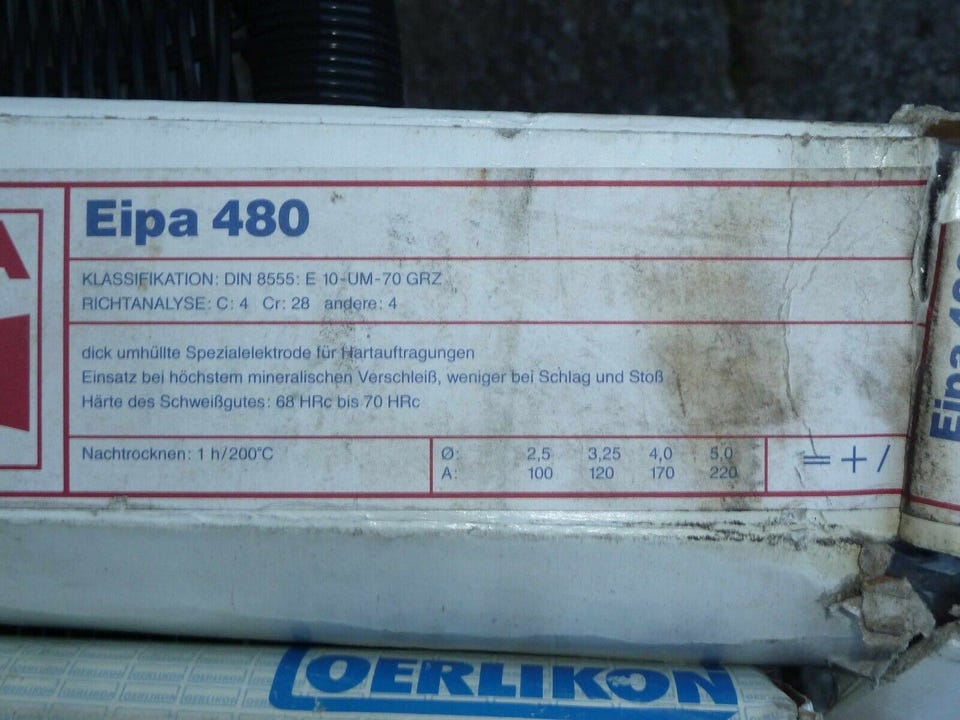 A
Eipa 480
KLASSIFIKATION: DIN 8555: E 10-UM-70 GRZ
RICHTANALYSE: C: 4 Cr: 28 andere: 4
dick umhüllte Spezialelektrode für Hartauftragungen
Einsatz bei höchstem mineralischen Verschleiß, weniger bei Schlag und Stoß
Härte des Schweißgutes: 68 HRc bis 70 HRc
Nachtrocknen: 1 h/200°C
Ø: 2,5 3,25 4,0 5,0
A: 100 120 170 220
= + /
Eipa
OERLIKON